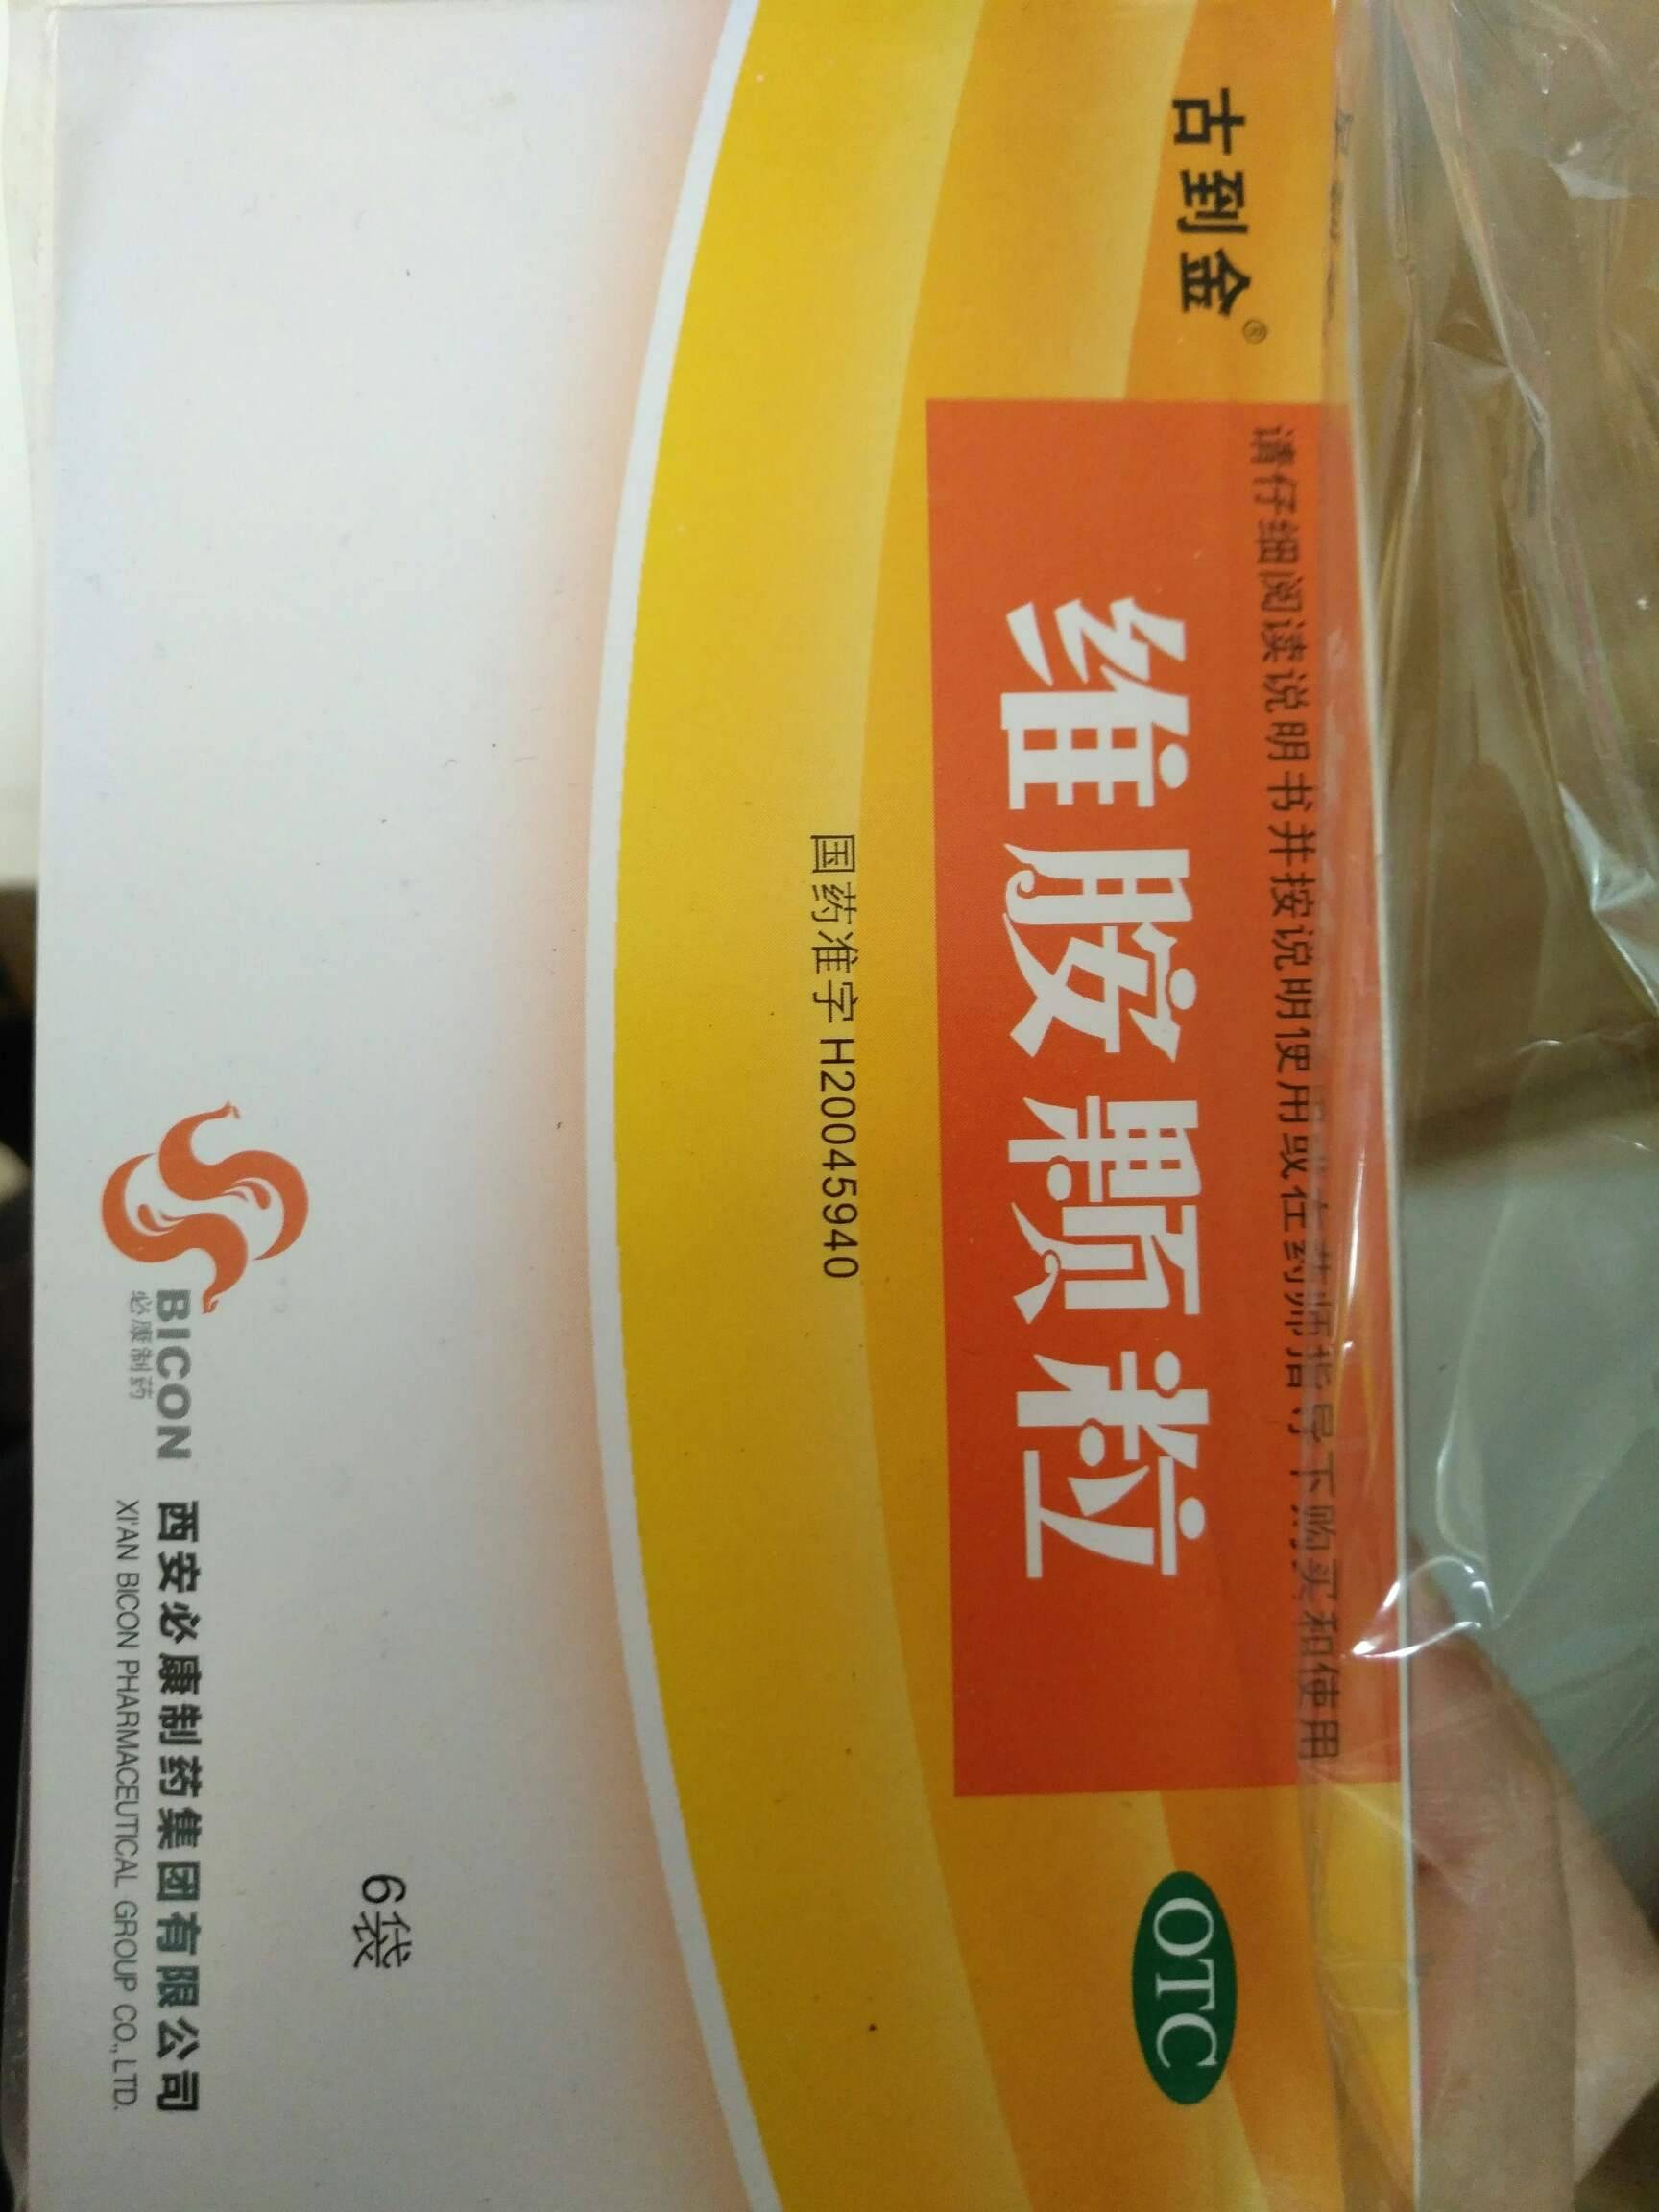 古到金®
请仔细阅读说明书并按说明使用或在药师指导下购买和使用
维胺颗粒
OTC
国药准字H20045940
6袋
BICON
必康制药
西安必康制药集团有限公司
XI'AN BICON PHARMACEUTICAL GROUP CO., LTD.